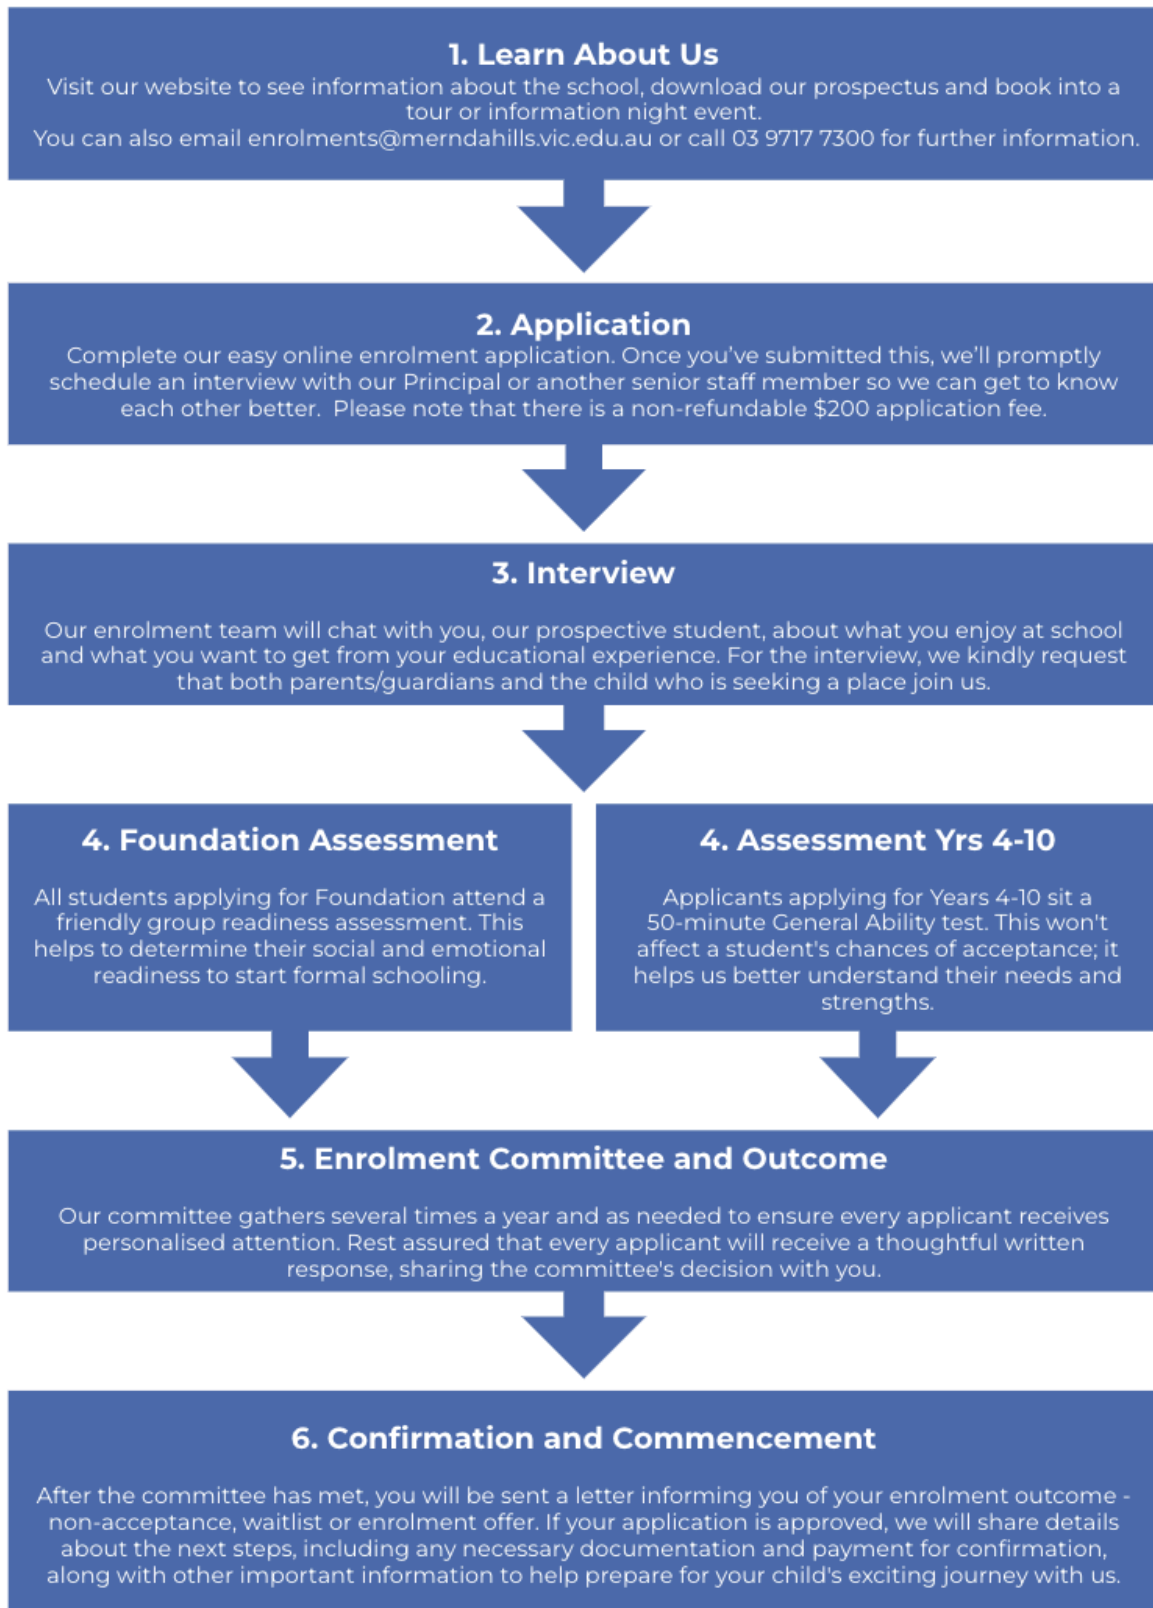 1. Learn About Us
Visit our website to see information about the school, download our prospectus and book into a
tour or information night event.
You can also email enrolments@merndahills.vic.edu.au or call 03 9717 7300 for further information.
2. Application
Complete our easy online enrolment application. Once you’ve submitted this, we’ll promptly
schedule an interview with our Principal or another senior staff member so we can get to know
each other better.  Please note that there is a non-refundable $200 application fee.
3. Interview
Our enrolment team will chat with you, our prospective student, about what you enjoy at school
and what you want to get from your educational experience. For the interview, we kindly request
that both parents/guardians and the child who is seeking a place join us.
4. Foundation Assessment
All students applying for Foundation attend a
friendly group readiness assessment. This
helps to determine their social and emotional
readiness to start formal schooling.
4. Assessment Yrs 4-10
Applicants applying for Years 4-10 sit a
50-minute General Ability test. This won't
affect a student's chances of acceptance; it
helps us better understand their needs and
strengths.
5. Enrolment Committee and Outcome
Our committee gathers several times a year and as needed to ensure every applicant receives
personalised attention. Rest assured that every applicant will receive a thoughtful written
response, sharing the committee's decision with you.
6. Confirmation and Commencement
After the committee has met, you will be sent a letter informing you of your enrolment outcome -
non-acceptance, waitlist or enrolment offer. If your application is approved, we will share details
about the next steps, including any necessary documentation and payment for confirmation,
along with other important information to help prepare for your child's exciting journey with us.